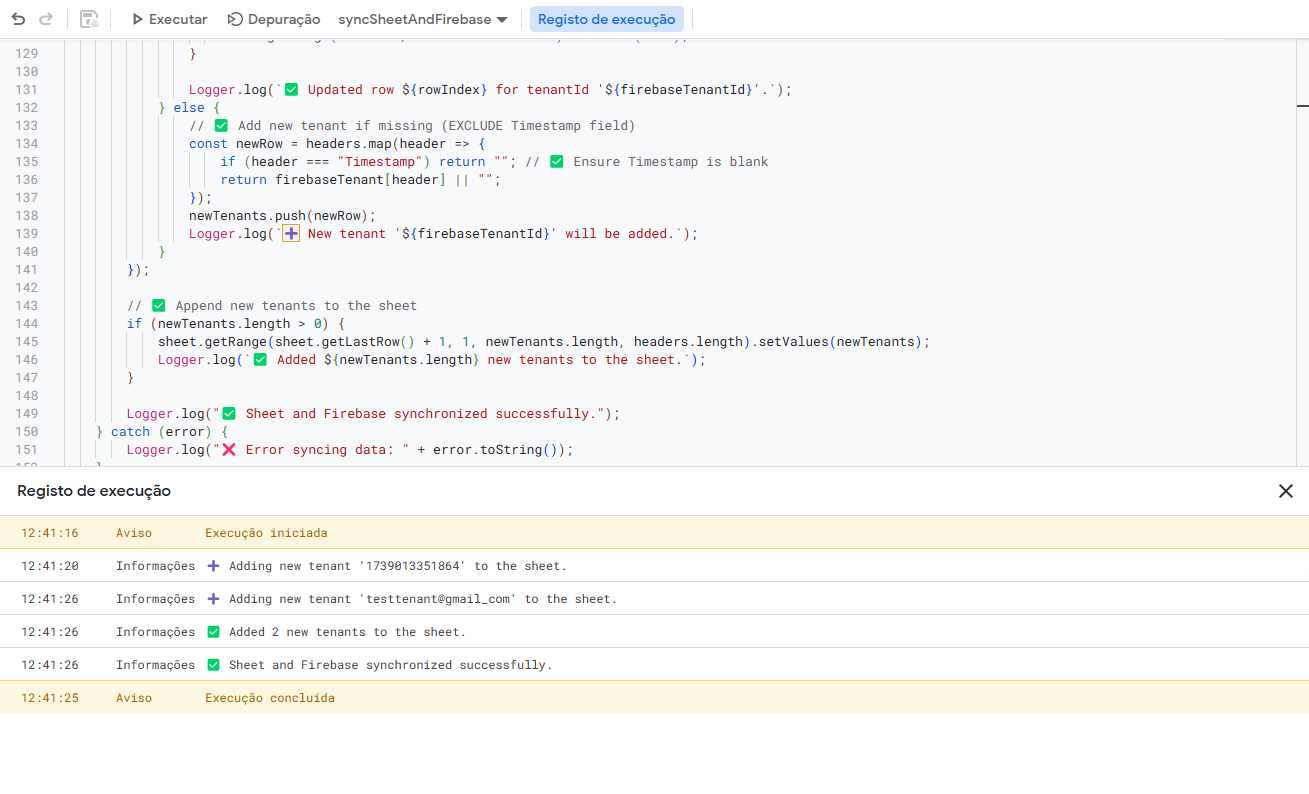 Executar Depuração syncSheetAndFirebase Registo de execução
129 }
130
131 Logger.log(`✅ Updated row ${rowIndex} for tenantId '${firebaseTenantId}'.`);
132 } else {
133 // ✅ Add new tenant if missing (EXCLUDE Timestamp field)
134 const newRow = headers.map(header => {
135 if (header === "Timestamp") return ""; // ✅ Ensure Timestamp is blank
136 return firebaseTenant[header] || "";
137 });
138 newTenants.push(newRow);
139 Logger.log(`➕ New tenant '${firebaseTenantId}' will be added.`);
140 }
141 });
142
143 // ✅ Append new tenants to the sheet
144 if (newTenants.length > 0) {
145 sheet.getRange(sheet.getLastRow() + 1, 1, newTenants.length, headers.length).setValues(newTenants);
146 Logger.log(`✅ Added ${newTenants.length} new tenants to the sheet.`);
147 }
148
149 Logger.log("✅ Sheet and Firebase synchronized successfully.");
150 } catch (error) {
151 Logger.log("❌ Error syncing data: " + error.toString());
Registo de execução
12:41:16 Aviso Execução iniciada
12:41:20 Informações ➕ Adding new tenant '1739013351864' to the sheet.
12:41:26 Informações ➕ Adding new tenant 'testtenant@gmail_com' to the sheet.
12:41:26 Informações ✅ Added 2 new tenants to the sheet.
12:41:26 Informações ✅ Sheet and Firebase synchronized successfully.
12:41:25 Aviso Execução concluída